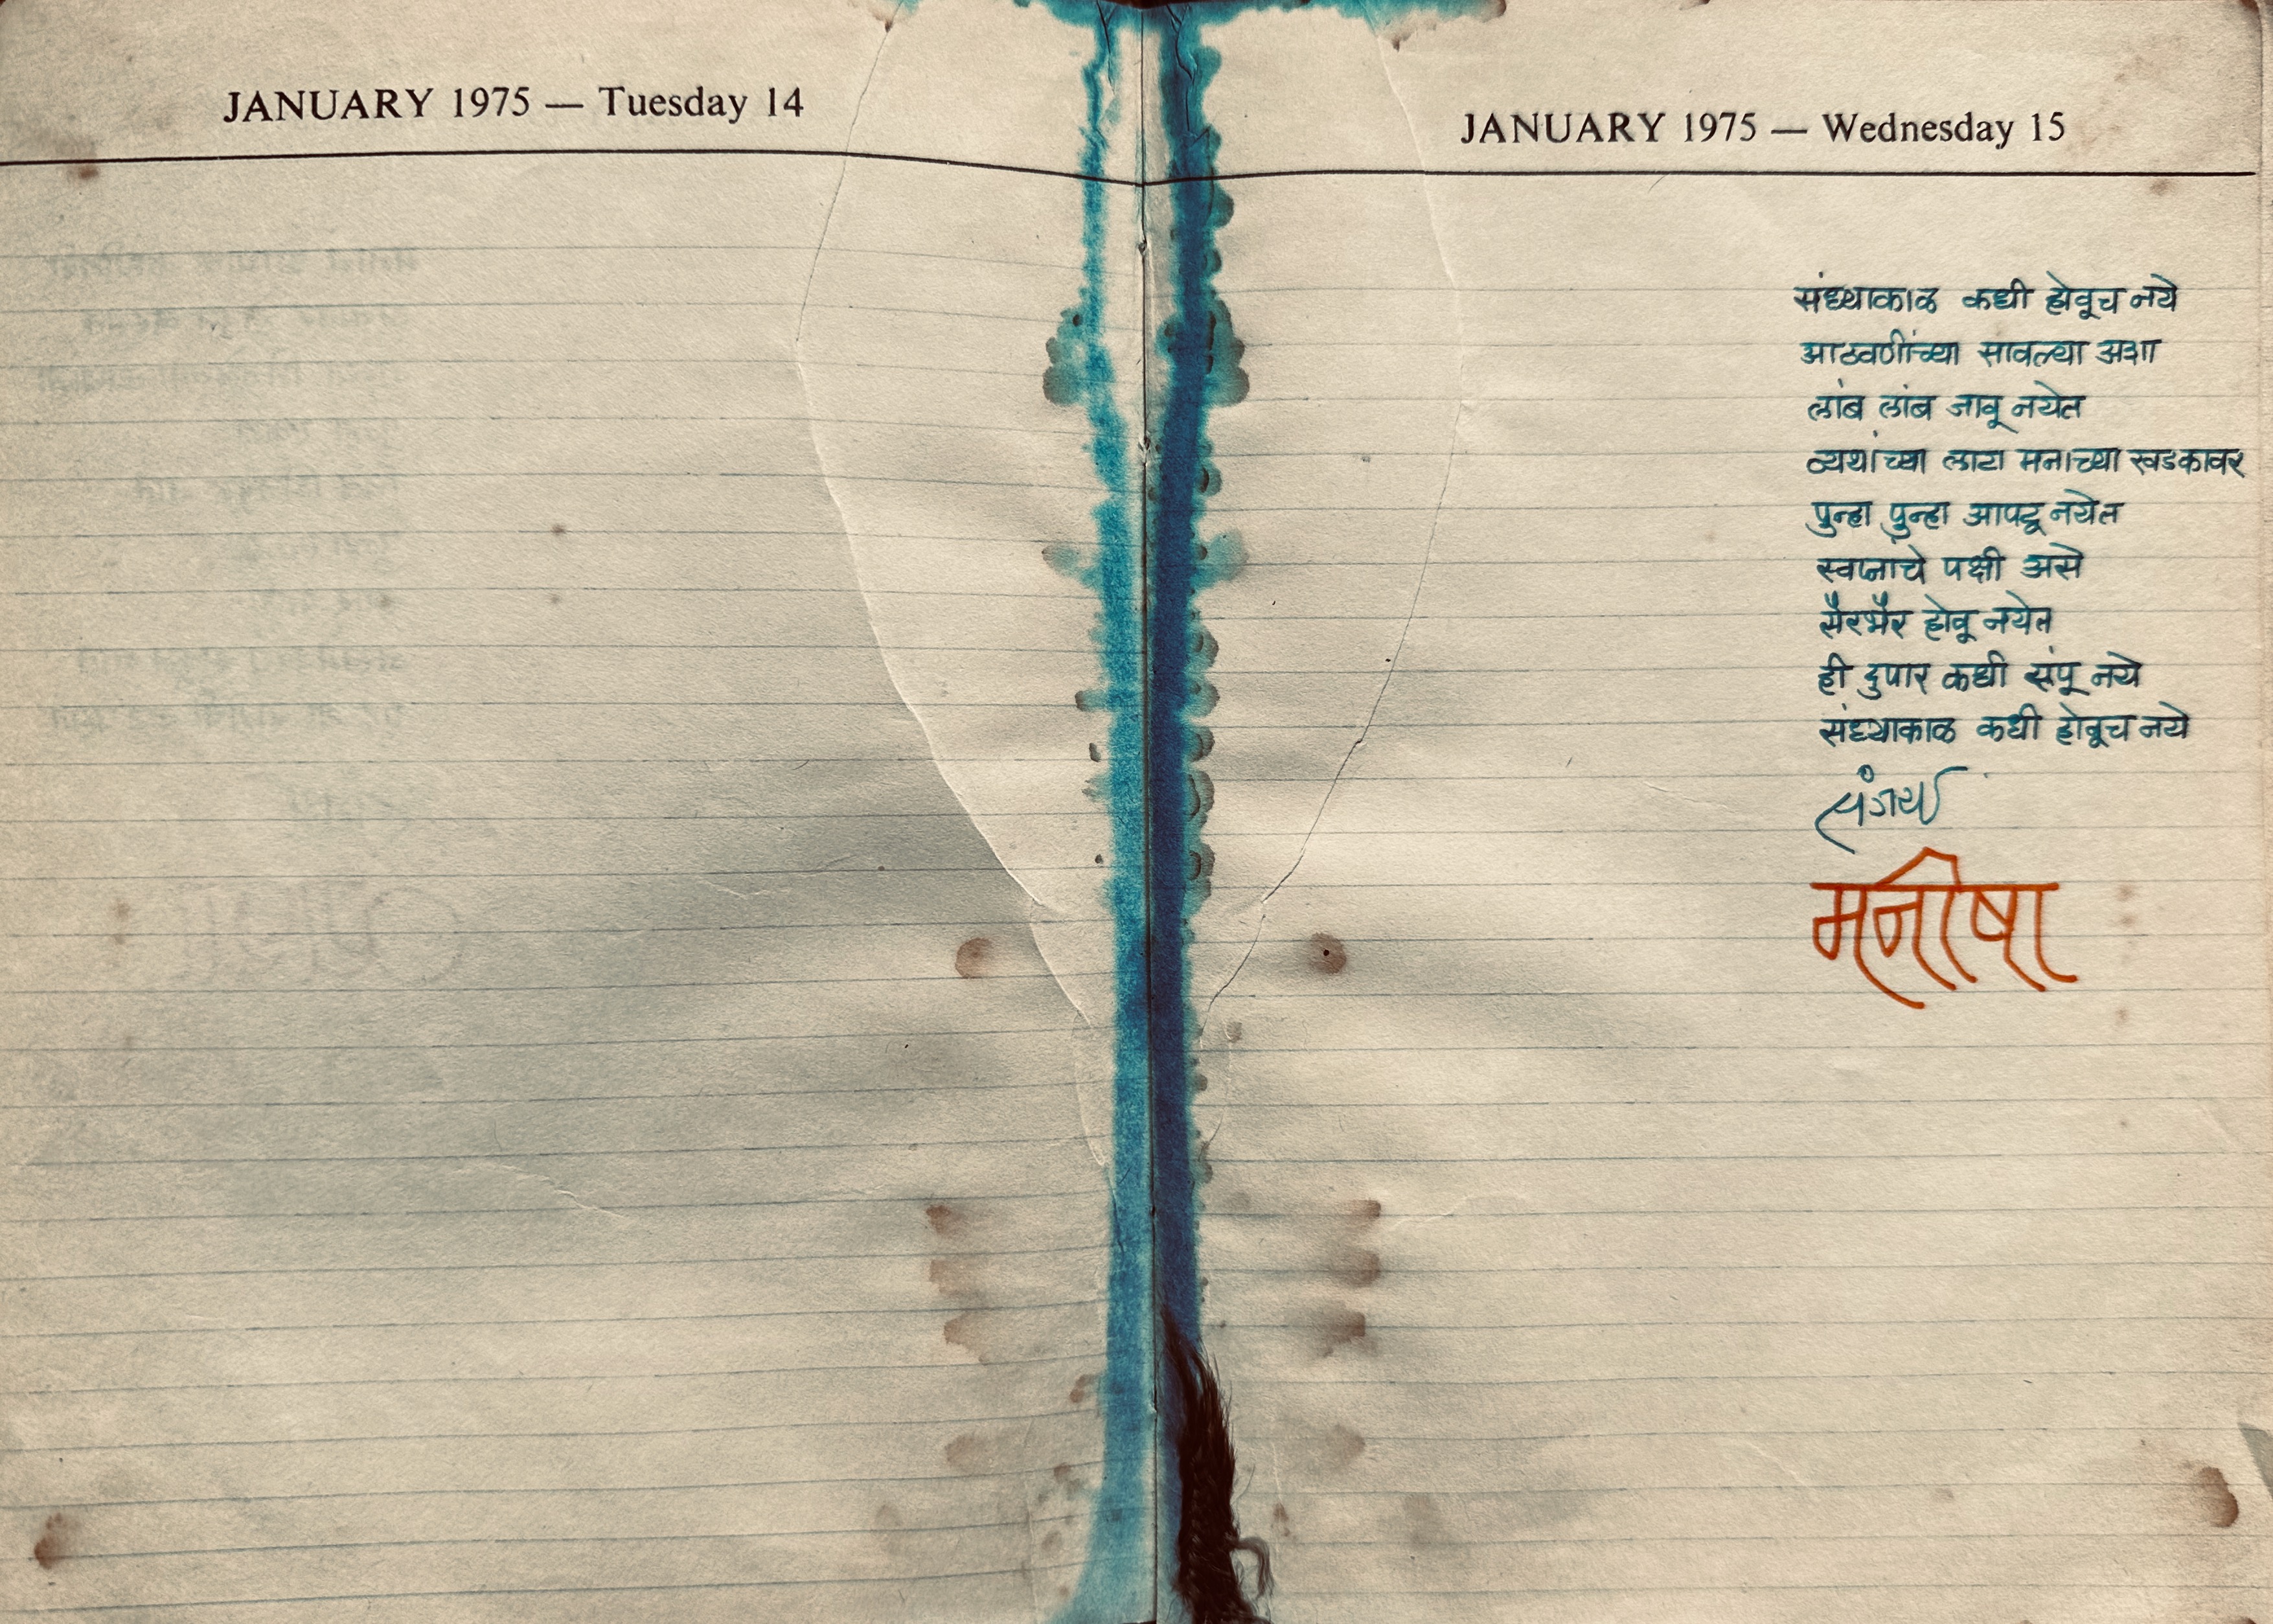 JANUARY 1975 — Tuesday 14
JANUARY 1975 — Wednesday 15
संध्याकाळ कधी होवूच नये
आठवणींच्या सावल्या अशा
लांब लांब जावू नयेत
व्यथांच्या लाटा मनाच्या खडकावर
पुन्हा पुन्हा आपटू नयेत
स्वप्नाचे पक्षी असे
सैरभैर होवू नयेत
ही दुपार कधी संपू नये
संध्याकाळ कधी होवूच नये
संजय
मनीषा